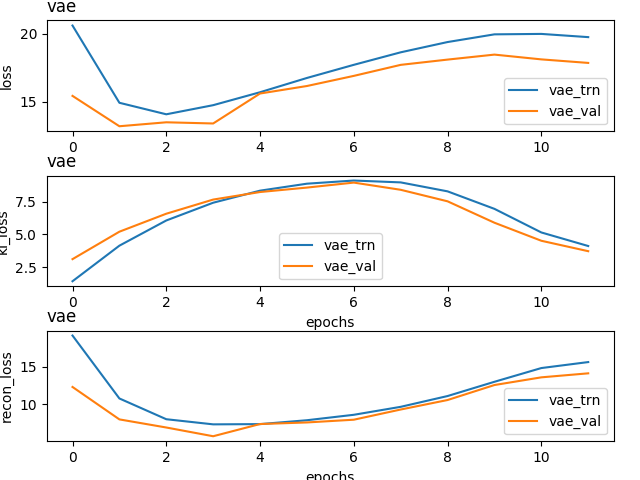 vae
20
15
loss
vae_trn
vae_val
0 2 4 6 8 10
vae
7.5
5.0
2.5
kl_loss
vae_trn
vae_val
0 2 4 6 8 10
epochs
vae
15
10
recon_loss
vae_trn
vae_val
0 2 4 6 8 10
epochs